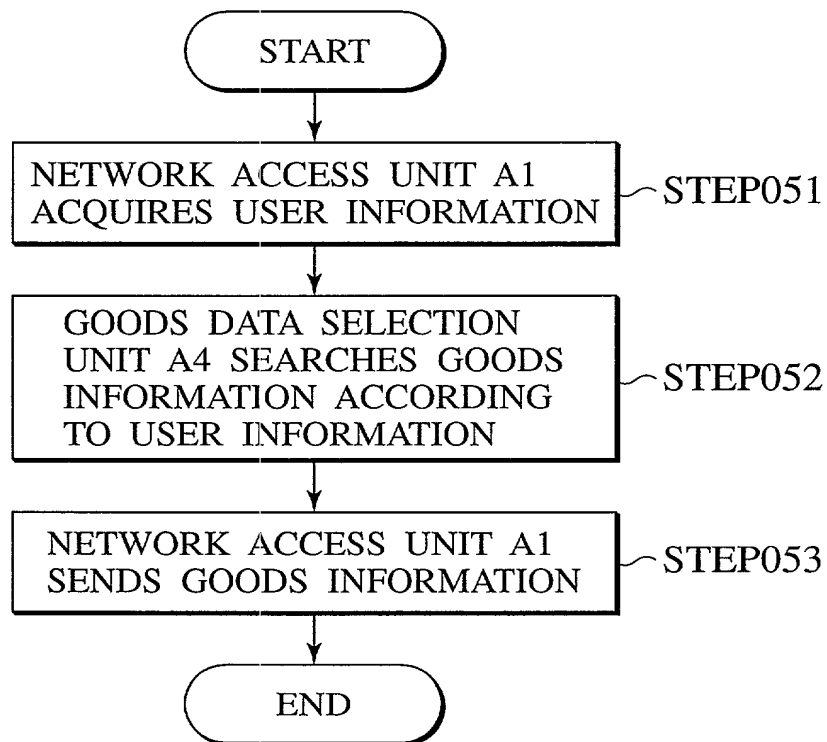 START
NETWORK ACCESS UNIT A1
ACQUIRES USER INFORMATION
STEP051
GOODS DATA SELECTION
UNIT A4 SEARCHES GOODS
INFORMATION ACCORDING
TO USER INFORMATION
STEP052
NETWORK ACCESS UNIT A1
SENDS GOODS INFORMATION
STEP053
END